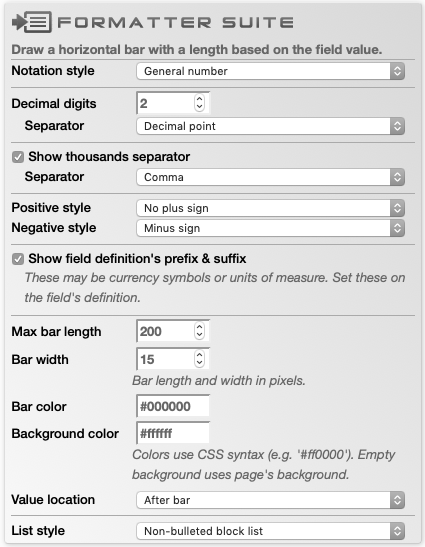 FORMATTER SUITE
Draw a horizontal bar with a length based on the field value.
Notation style General number
Decimal digits 2
Separator Decimal point
Show thousands separator
Separator Comma
Positive style No plus sign
Negative style Minus sign
Show field definition's prefix & suffix
These may be currency symbols or units of measure. Set these on
the field's definition.
Max bar length 200
Bar width 15
Bar length and width in pixels.
Bar color #000000
Background color #ffffff
Colors use CSS syntax (e.g. '#ff0000'). Empty
background uses page's background.
Value location After bar
List style Non-bulleted block list